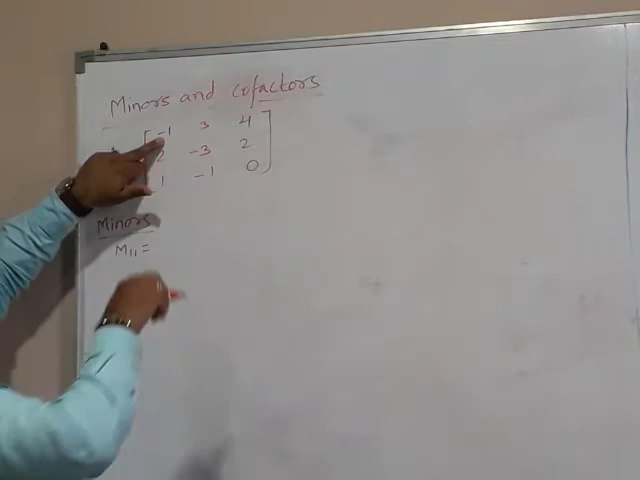 Minors and cofactors
-1 3 4
2 -3 2
1 -1 0
Minors
M11 =